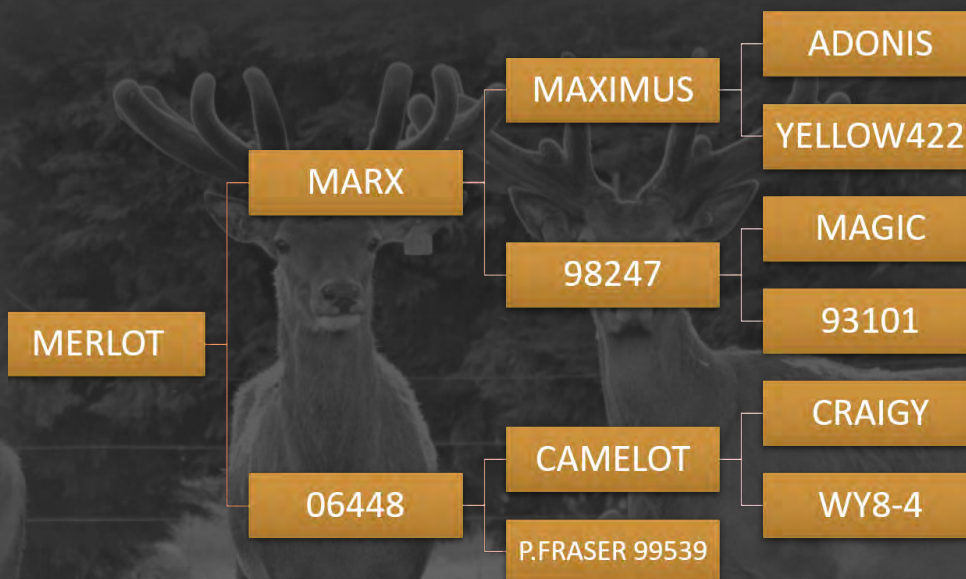 MERLOT
MARX
06448
MAXIMUS
98247
CAMELOT
P.FRASER 99539
ADONIS
YELLOW422
MAGIC
93101
CRAIGY
WY8-4